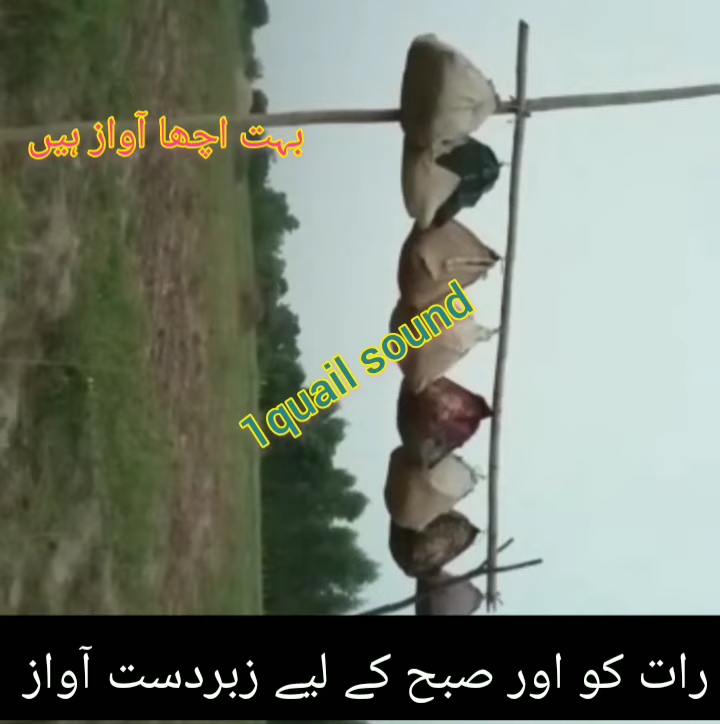 بہت اچھا آواز ہیں
1quail sound
رات کو اور صبح کے لیے زبردست آواز